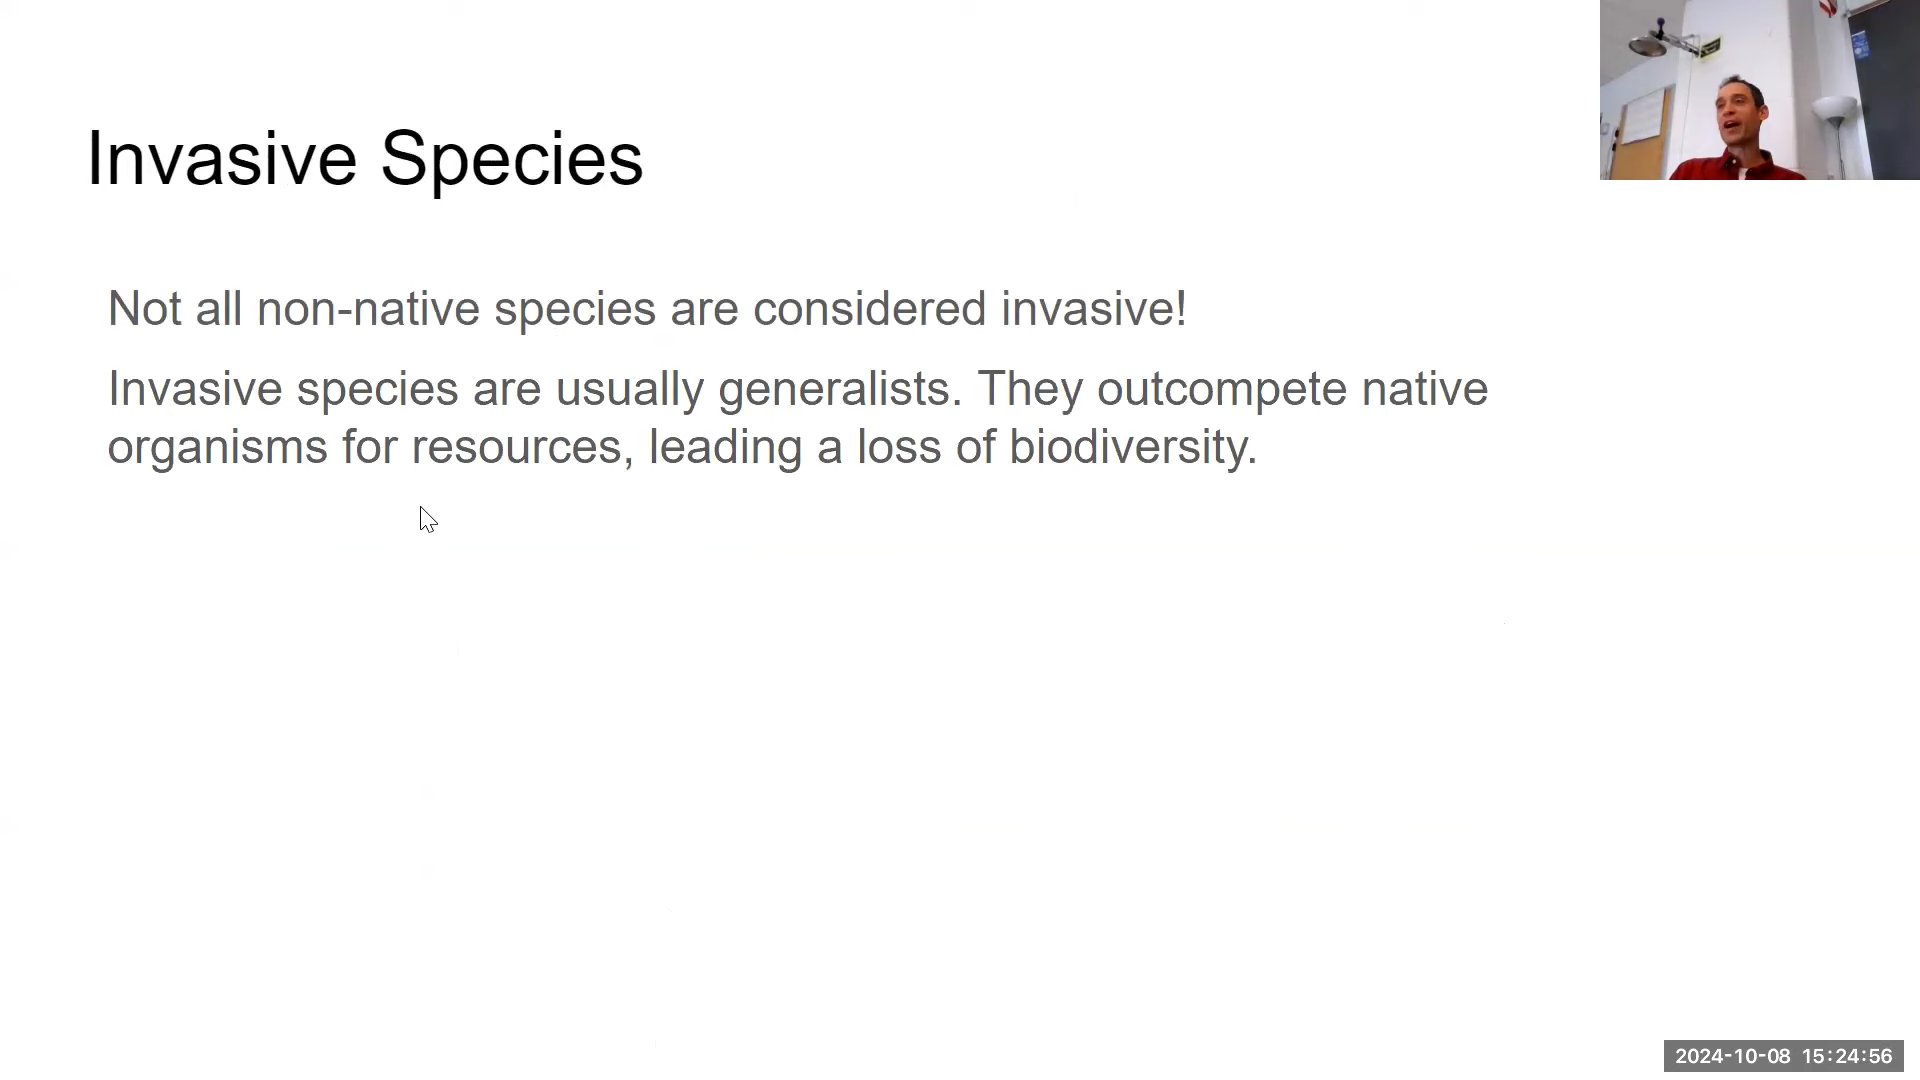 Invasive Species
Not all non-native species are considered invasive!
Invasive species are usually generalists. They outcompete native
organisms for resources, leading a loss of biodiversity.
2024-10-08 15:24:56